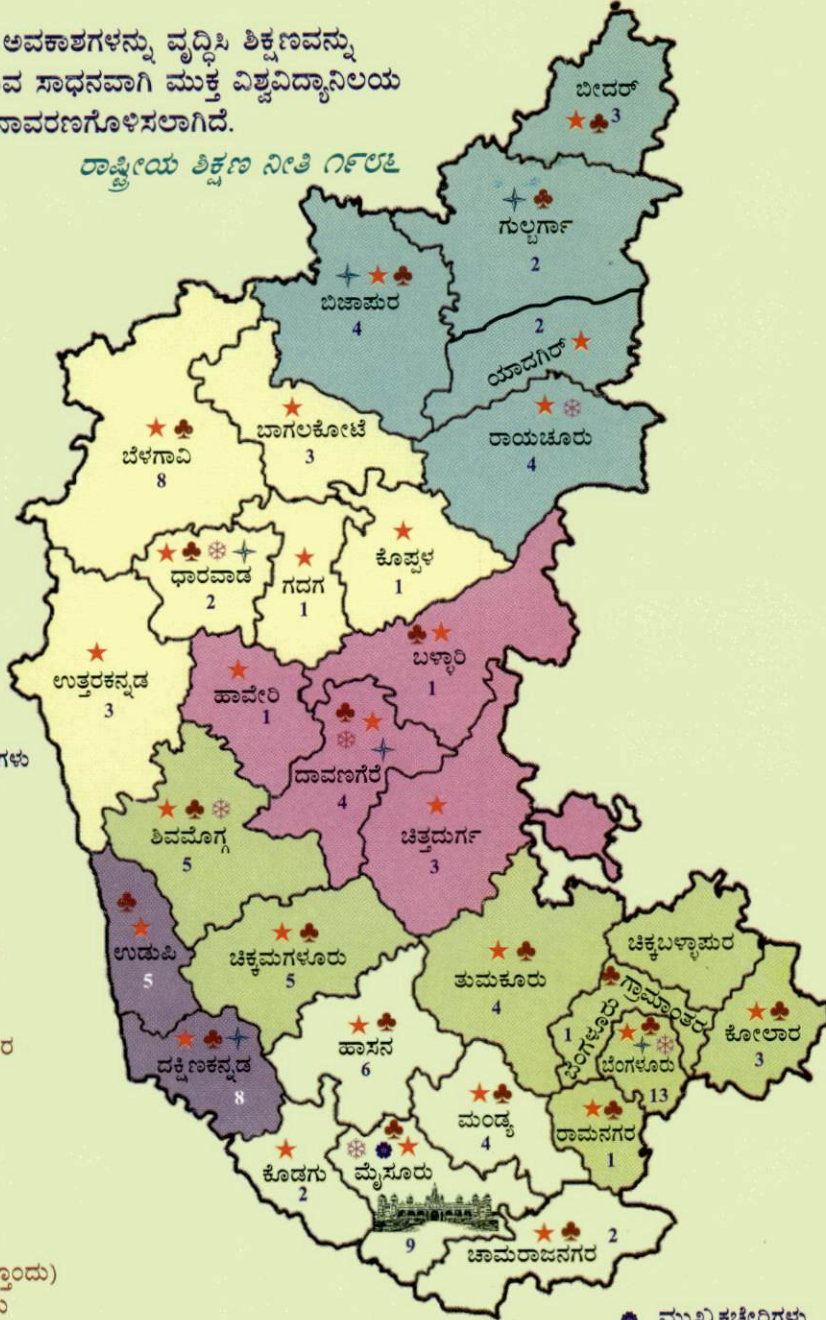 ಅವಕಾಶಗಳನ್ನು ವೃದ್ಧಿಸಿ ಶಿಕ್ಷಣವನ್ನು
ಸಾಧನವಾಗಿ ಮುಕ್ತ ವಿಶ್ವವಿದ್ಯಾನಿಲಯ
ರಾಷ್ಟ್ರೀಯ ಶಿಕ್ಷಣ ನೀತಿ ೧೯೮೬
ಬೀದರ್
3
ಗುಲ್ಬರ್ಗಾ
2
ಬಿಜಾಪುರ
4
2
ಯಾದಗಿರ್
ರಾಯಚೂರು
4
ಬಾಗಲಕೋಟೆ
3
ಬೆಳಗಾವಿ
8
ಧಾರವಾಡ
2
ಗದಗ
1
ಕೊಪ್ಪಳ
1
ಬಳ್ಳಾರಿ
1
ಉತ್ತರಕನ್ನಡ
3
ಹಾವೇರಿ
1
ದಾವಣಗೆರೆ
4
ಚಿತ್ತದುರ್ಗ
3
ಶಿವಮೊಗ್ಗ
5
ಉಡುಪಿ
5
ಚಿಕ್ಕಮಗಳೂರು
5
ತುಮಕೂರು
4
ಚಿಕ್ಕಬಳ್ಳಾಪುರ
ಬೆಂಗಳೂರು ಗ್ರಾಮಾಂತರ
1
ಬೆಂಗಳೂರು
13
ಕೋಲಾರ
3
ದಕ್ಷಿಣಕನ್ನಡ
8
ಹಾಸನ
6
ಮಂಡ್ಯ
4
ರಾಮನಗರ
1
ಕೊಡಗು
2
ಮೈಸೂರು
9
ಚಾಮರಾಜನಗರ
2